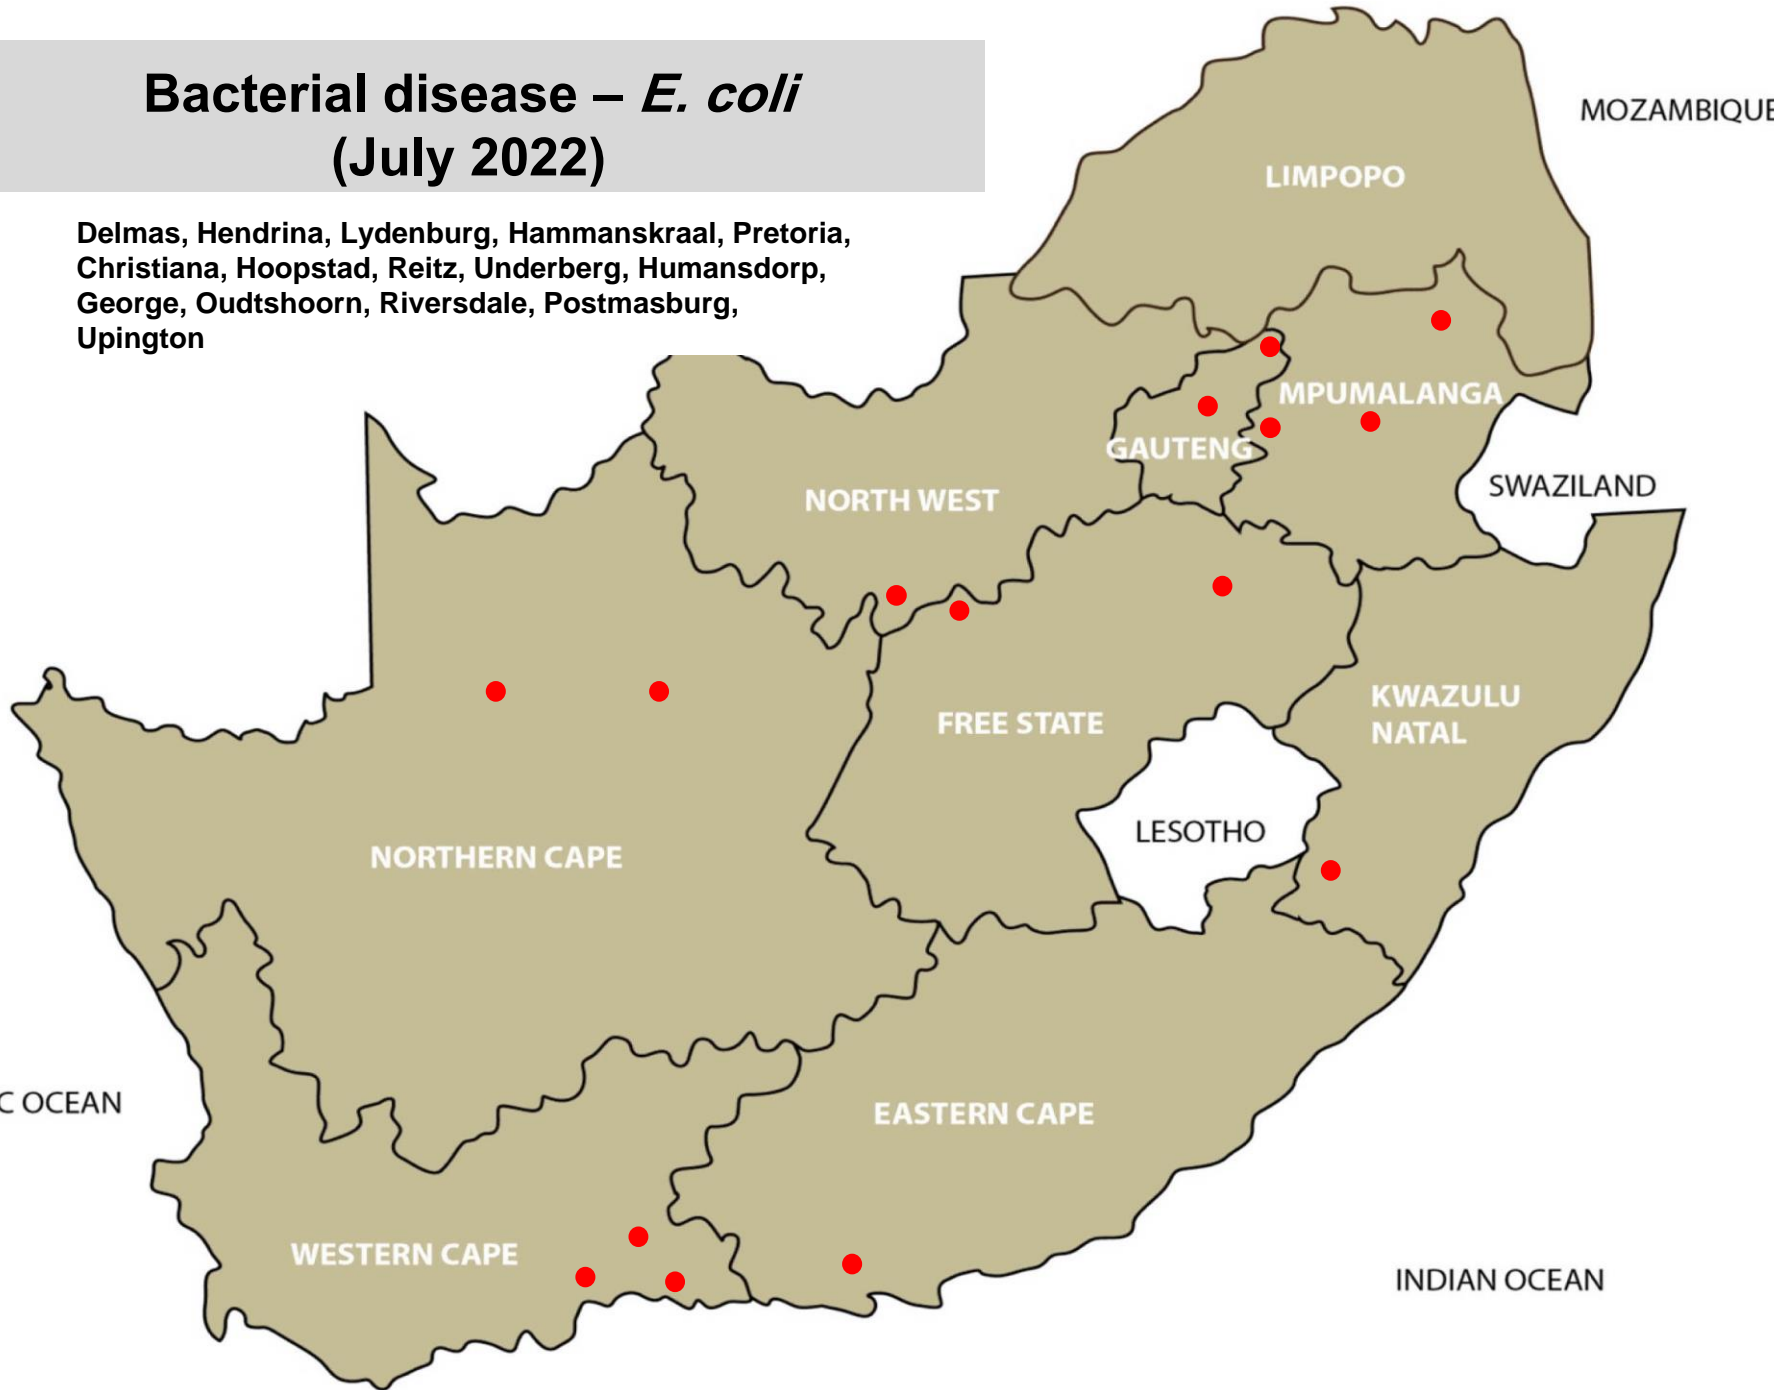 Bacterial disease – E. coli
(July 2022)
Delmas, Hendrina, Lydenburg, Hammanskraal, Pretoria,
Christiana, Hoopstad, Reitz, Underberg, Humansdorp,
George, Oudtshoorn, Riversdale, Postmasburg,
Upington
MOZAMBIQUE
LIMPOPO
MPUMALANGA
GAUTENG
SWAZILAND
NORTH WEST
KWAZULU
NATAL
FREE STATE
LESOTHO
NORTHERN CAPE
C OCEAN
EASTERN CAPE
WESTERN CAPE
INDIAN OCEAN